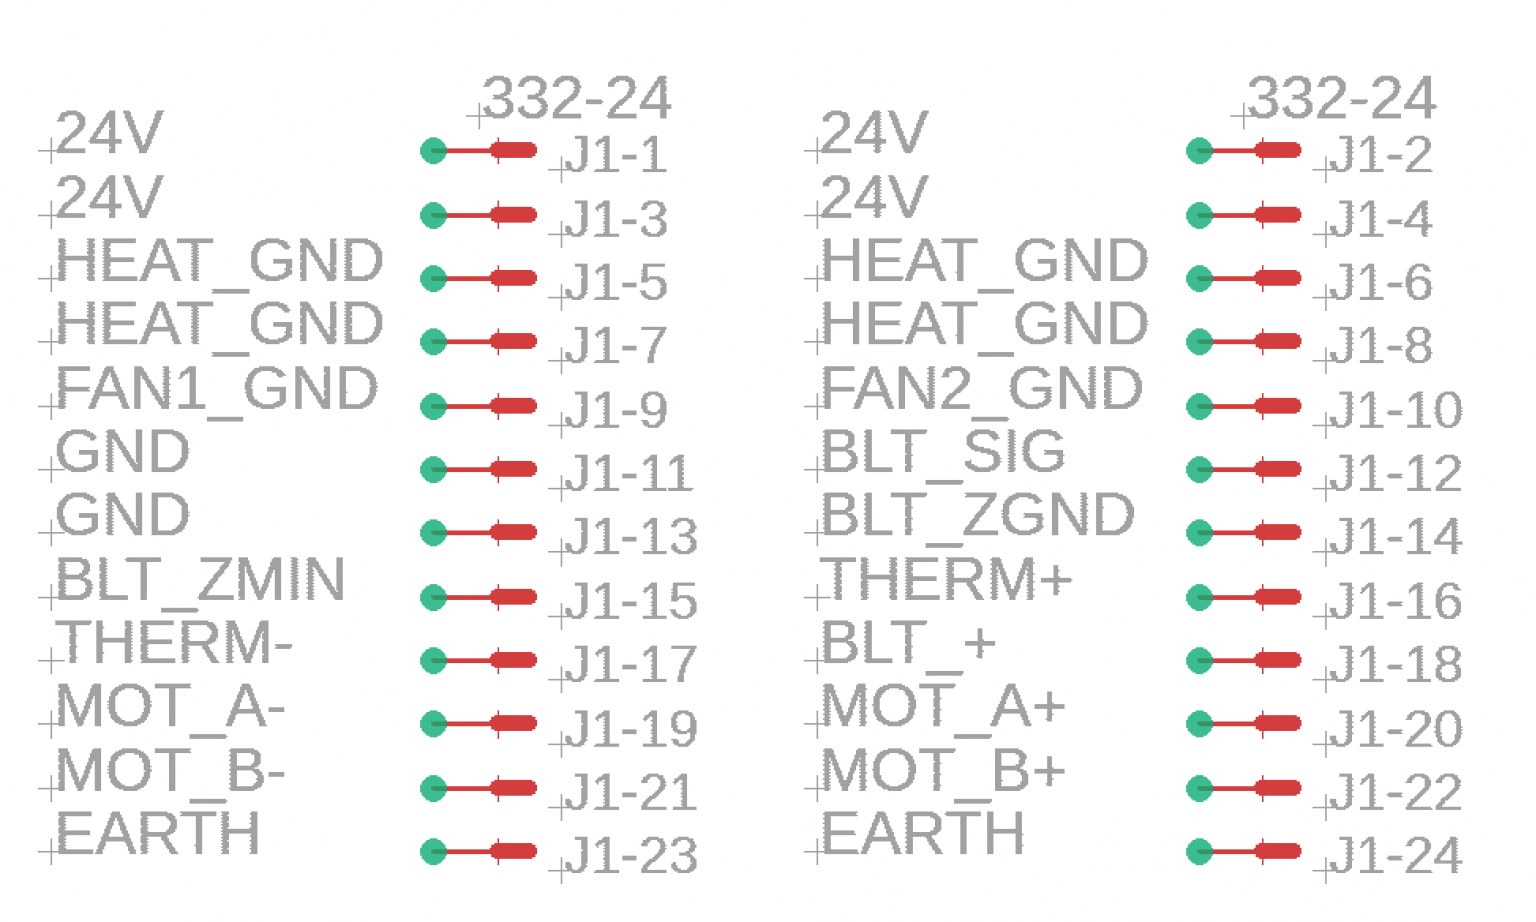 332-24
24V J1-1
24V J1-3
HEAT_GND J1-5
HEAT_GND J1-7
FAN1_GND J1-9
GND J1-11
GND J1-13
BLT_ZMIN J1-15
THERM- J1-17
MOT_A- J1-19
MOT_B- J1-21
EARTH J1-23
332-24
24V J1-2
24V J1-4
HEAT_GND J1-6
HEAT_GND J1-8
FAN2_GND J1-10
BLT_SIG J1-12
BLT_ZGND J1-14
THERM+ J1-16
BLT_+ J1-18
MOT_A+ J1-20
MOT_B+ J1-22
EARTH J1-24